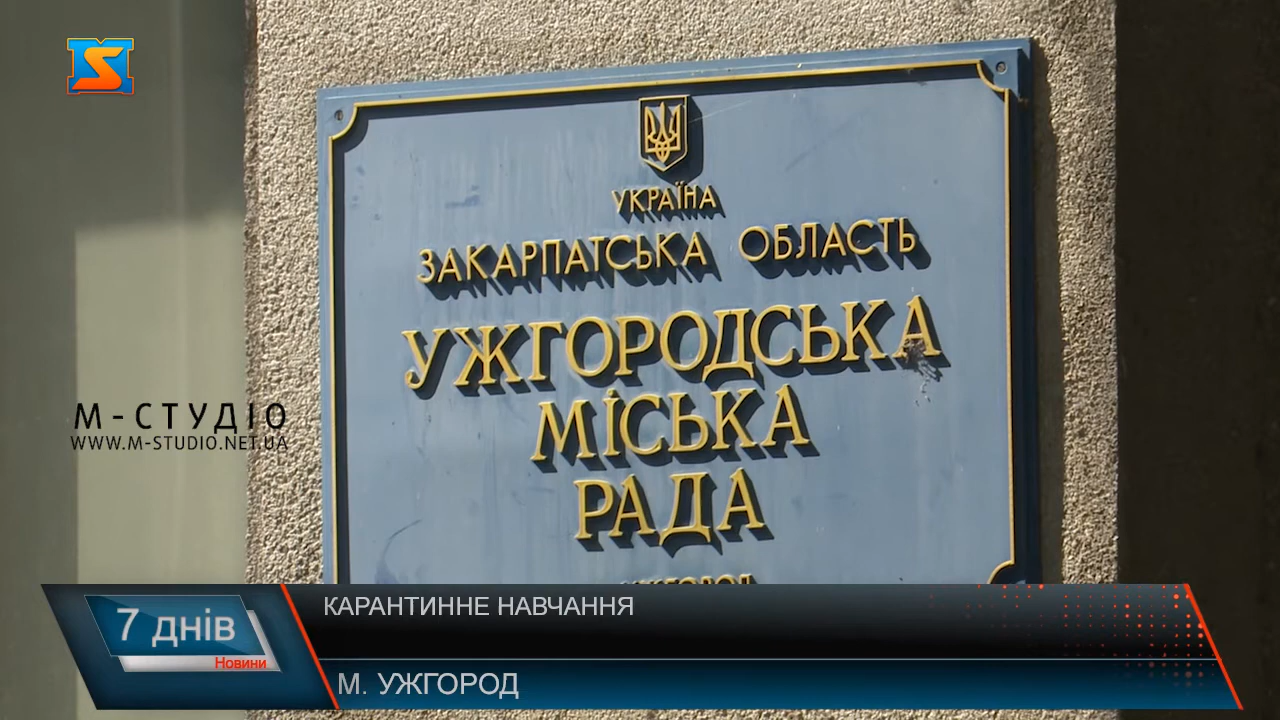 УКРАЇНА
ЗАКАРПАТСЬКА ОБЛАСТЬ
УЖГОРОДСЬКА
МІСЬКА
РАДА
М-СТУДІО
WWW.M-STUDIO.NET.UA
7 днів
Новини
КАРАНТИННЕ НАВЧАННЯ
М. УЖГОРОД